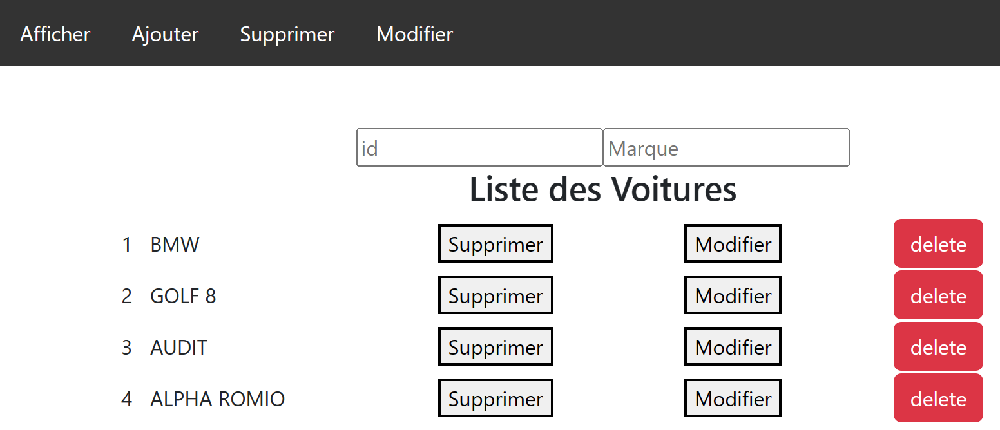 Afficher Ajouter Supprimer Modifier
id Marque
Liste des Voitures
1 BMW Supprimer Modifier delete
2 GOLF 8 Supprimer Modifier delete
3 AUDIT Supprimer Modifier delete
4 ALPHA ROMIO Supprimer Modifier delete